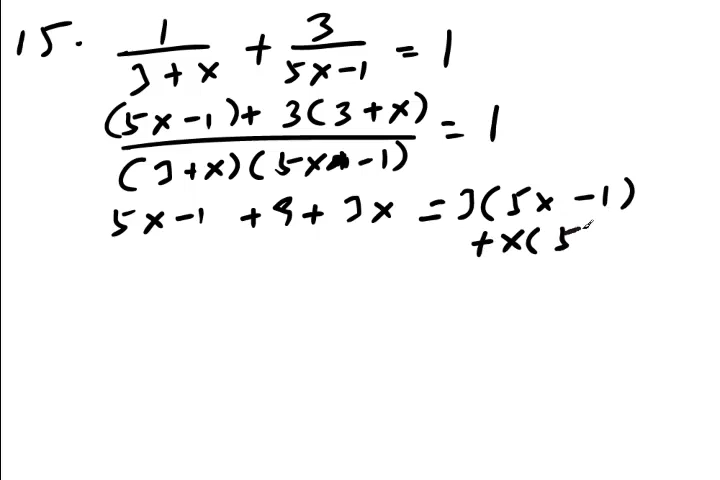 15. 1/(3+x) + 3/(5x-1) = 1
((5x-1)+ 3(3+x))/((3+x)(5x-1)) = 1
5x-1 +9+ 3x = 3(5x-1)
+x(5